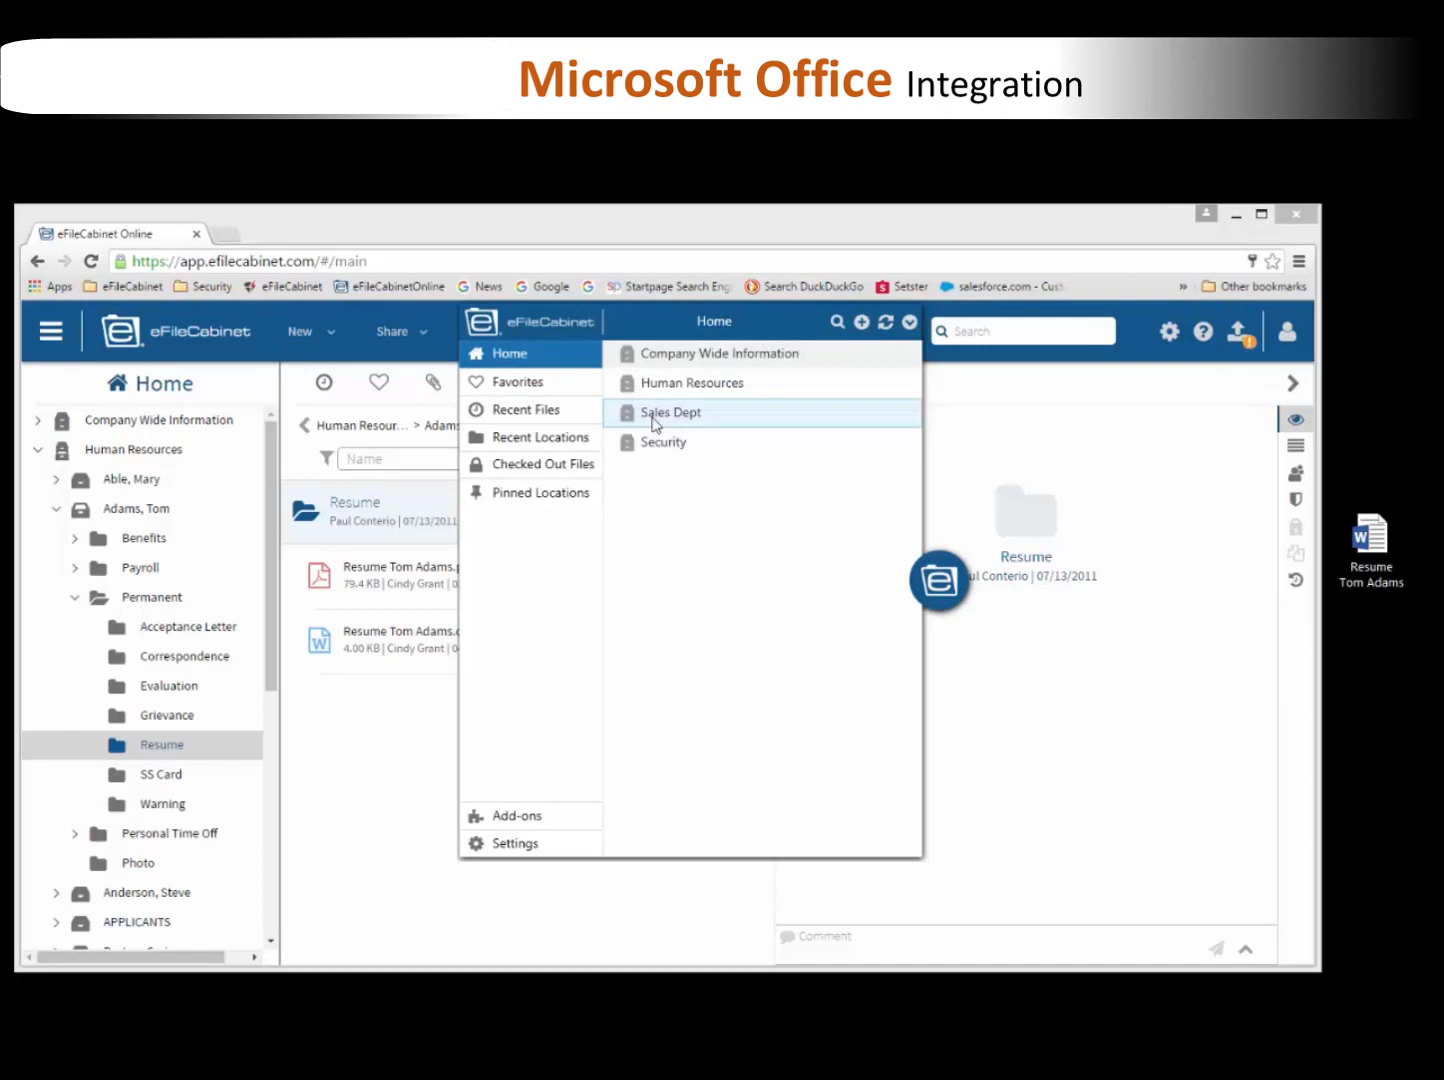 Microsoft Office Integration
eFileCabinet Online
https://app.efilecabinet.com/#/main
Apps eFileCabinet Security eFileCabinet eFileCabinetOnline News Google Startpage Search Eng Search DuckDuckGo Setster salesforce.com - Cust » Other bookmarks
eFileCabinet New Share
eFileCabinet Home
Search
Home
Company Wide Information
Human Resources
Able, Mary
Adams, Tom
Benefits
Payroll
Permanent
Acceptance Letter
Correspondence
Evaluation
Grievance
Resume
SS Card
Warning
Personal Time Off
Photo
Anderson, Steve
APPLICANTS
Human Resour... > Adams
Name
Resume
Paul Conterio | 07/13/2011
Resume Tom Adams.
79.4 KB | Cindy Grant | 0
Resume Tom Adams.
4.00 KB | Cindy Grant | 0
Home
Favorites
Recent Files
Recent Locations
Checked Out Files
Pinned Locations
Add-ons
Settings
Company Wide Information
Human Resources
Sales Dept
Security
Resume
ul Conterio | 07/13/2011
Comment
Resume
Tom Adams